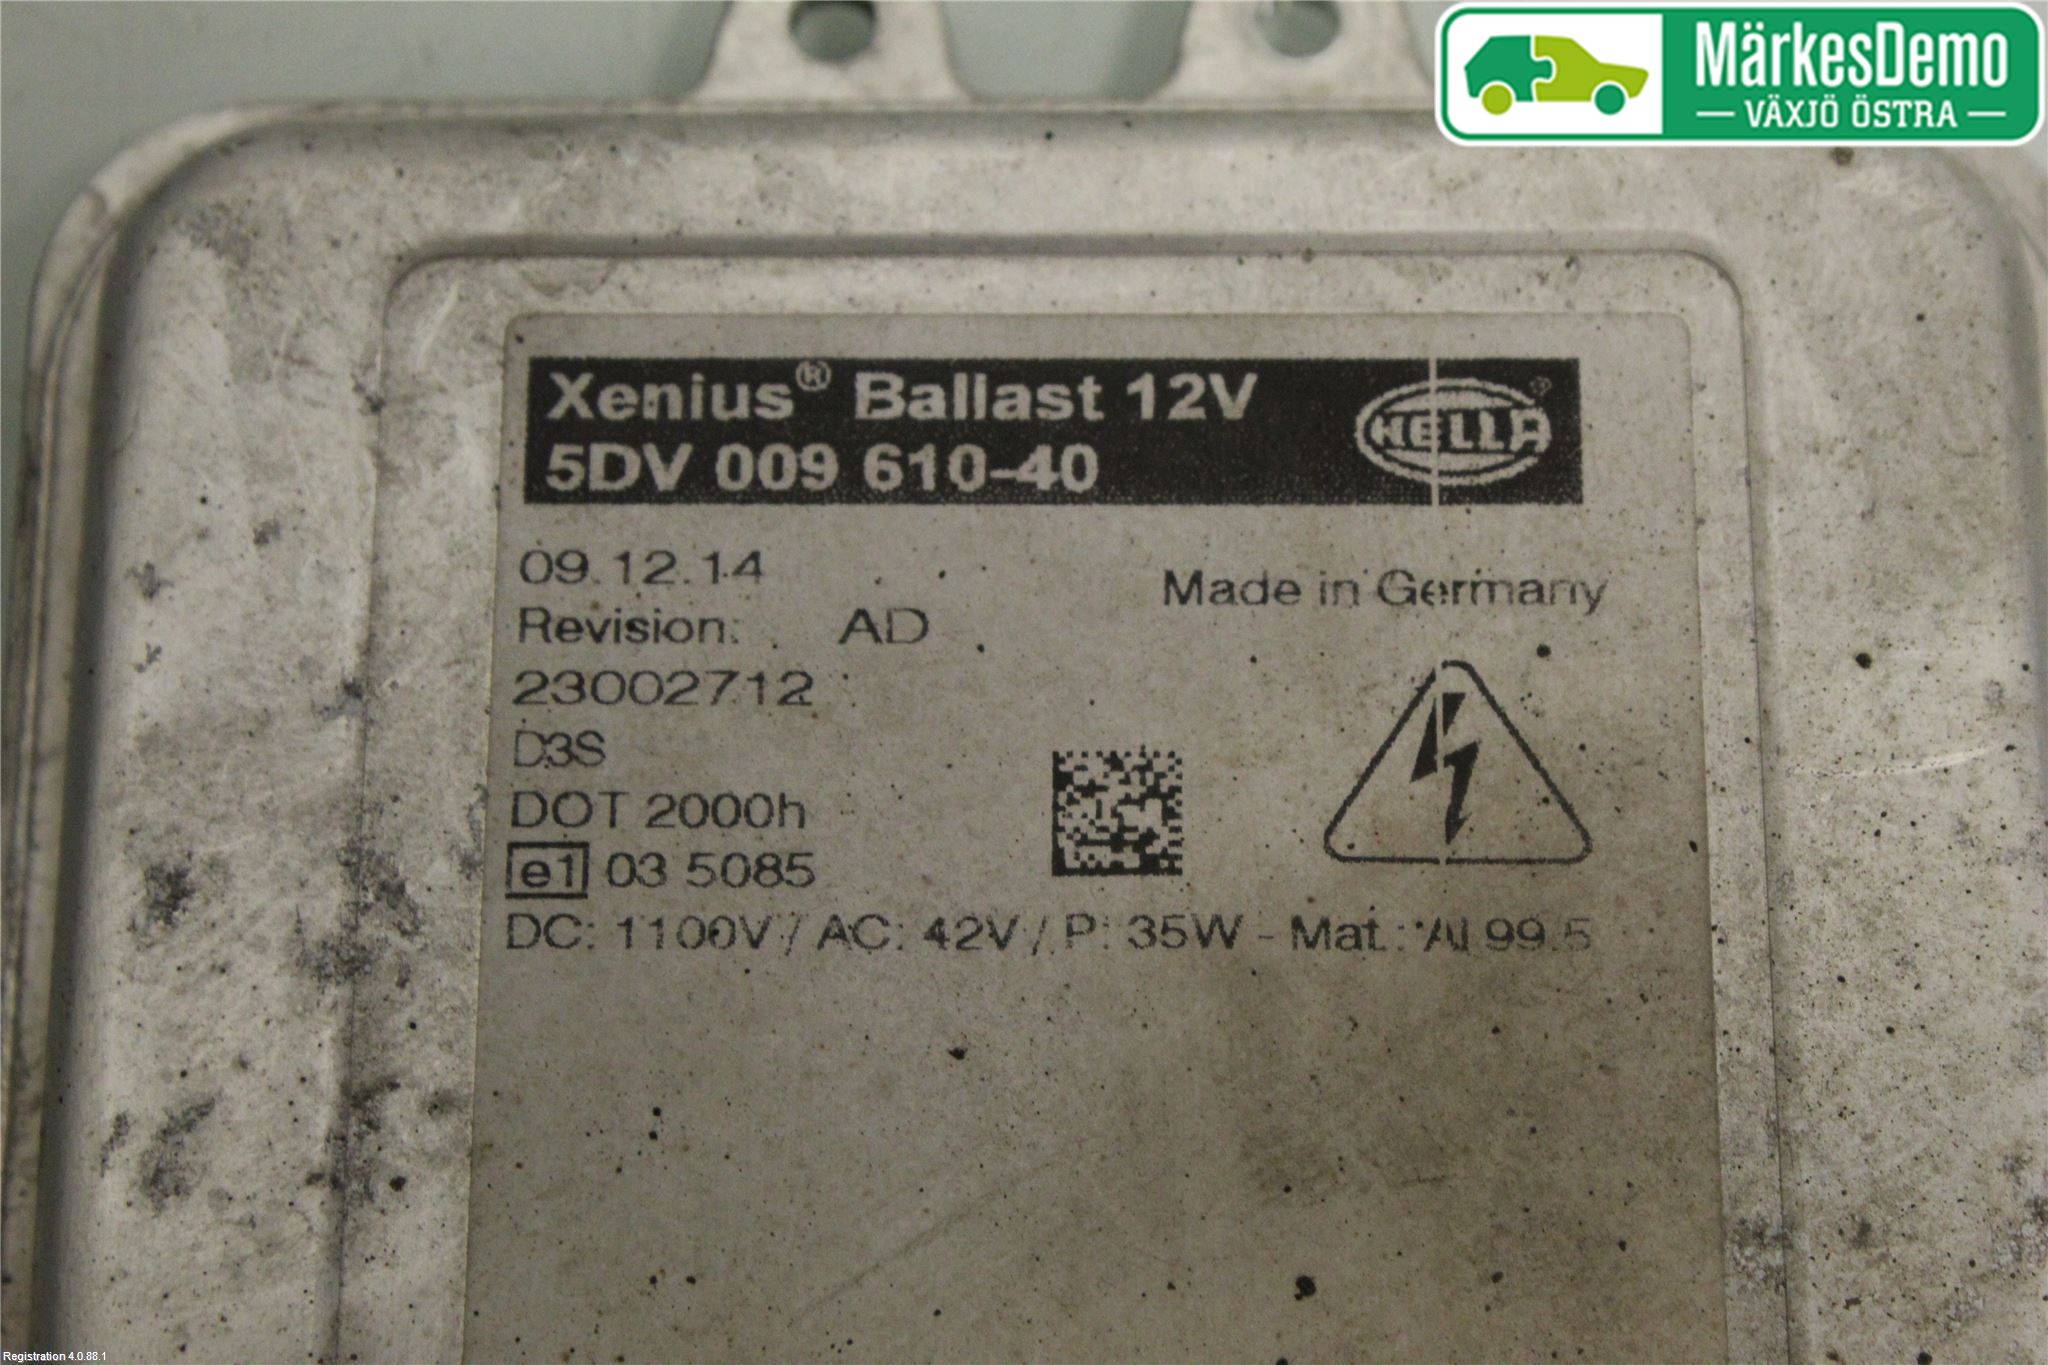 MärkesDemo
VÄXJÖ ÖSTRA
Xenius® Ballast 12V
5DV 009 610-40
HELLA®
09.12.14
Made in Germany
Revision: AD
23002712
D3S
DOT 2000h
e1 03 5085
DC: 1100V / AC: 42V / P: 35W - Mat.: Al 99.5
Registration 4.0.88.1